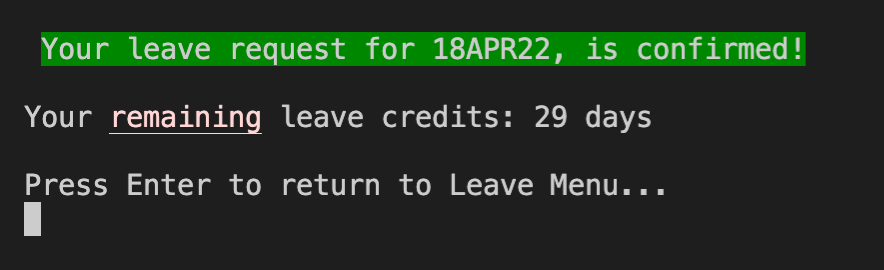 Your leave request for 18APR22, is confirmed!
Your remaining leave credits: 29 days
Press Enter to return to Leave Menu...